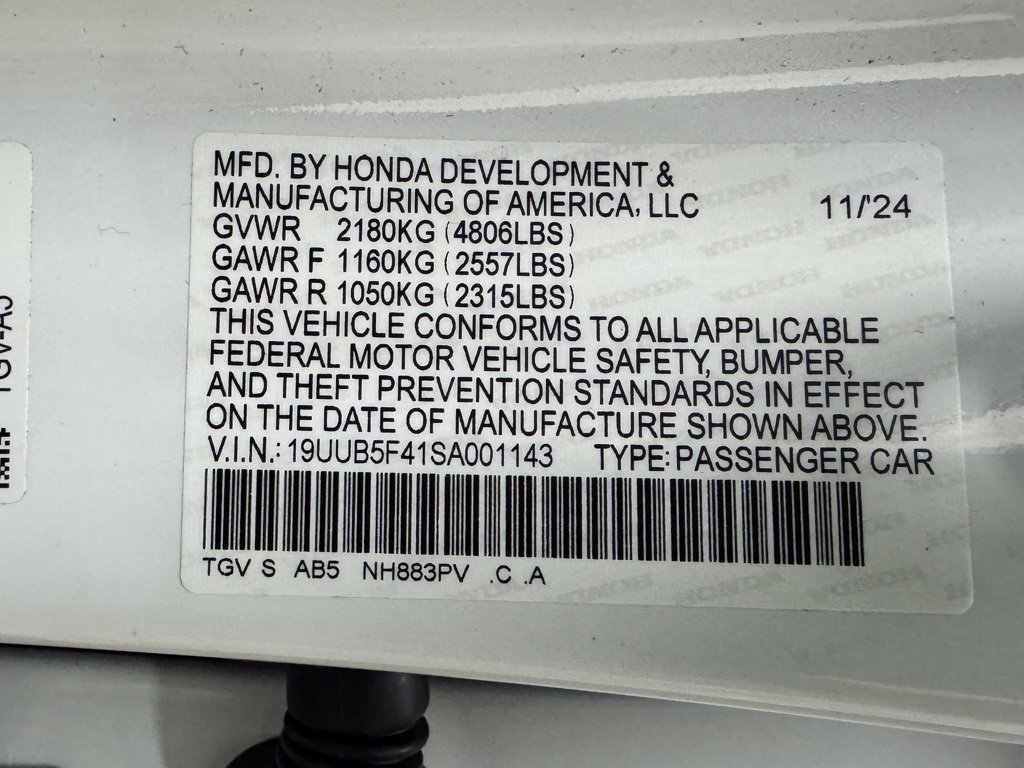 MFD. BY HONDA DEVELOPMENT &
MANUFACTURING OF AMERICA, LLC 11/'24
GVWR 2180KG (4806LBS)
GAWR F 1160KG (2557LBS)
GAWR R 1050KG (2315LBS)
THIS VEHICLE CONFORMS TO ALL APPLICABLE
FEDERAL MOTOR VEHICLE SAFETY, BUMPER,
AND THEFT PREVENTION STANDARDS IN EFFECT
ON THE DATE OF MANUFACTURE SHOWN ABOVE.
V.I.N.: 19UUB5F41SA001143 TYPE: PASSENGER CAR
TGV S AB5 NH883PV .C .A